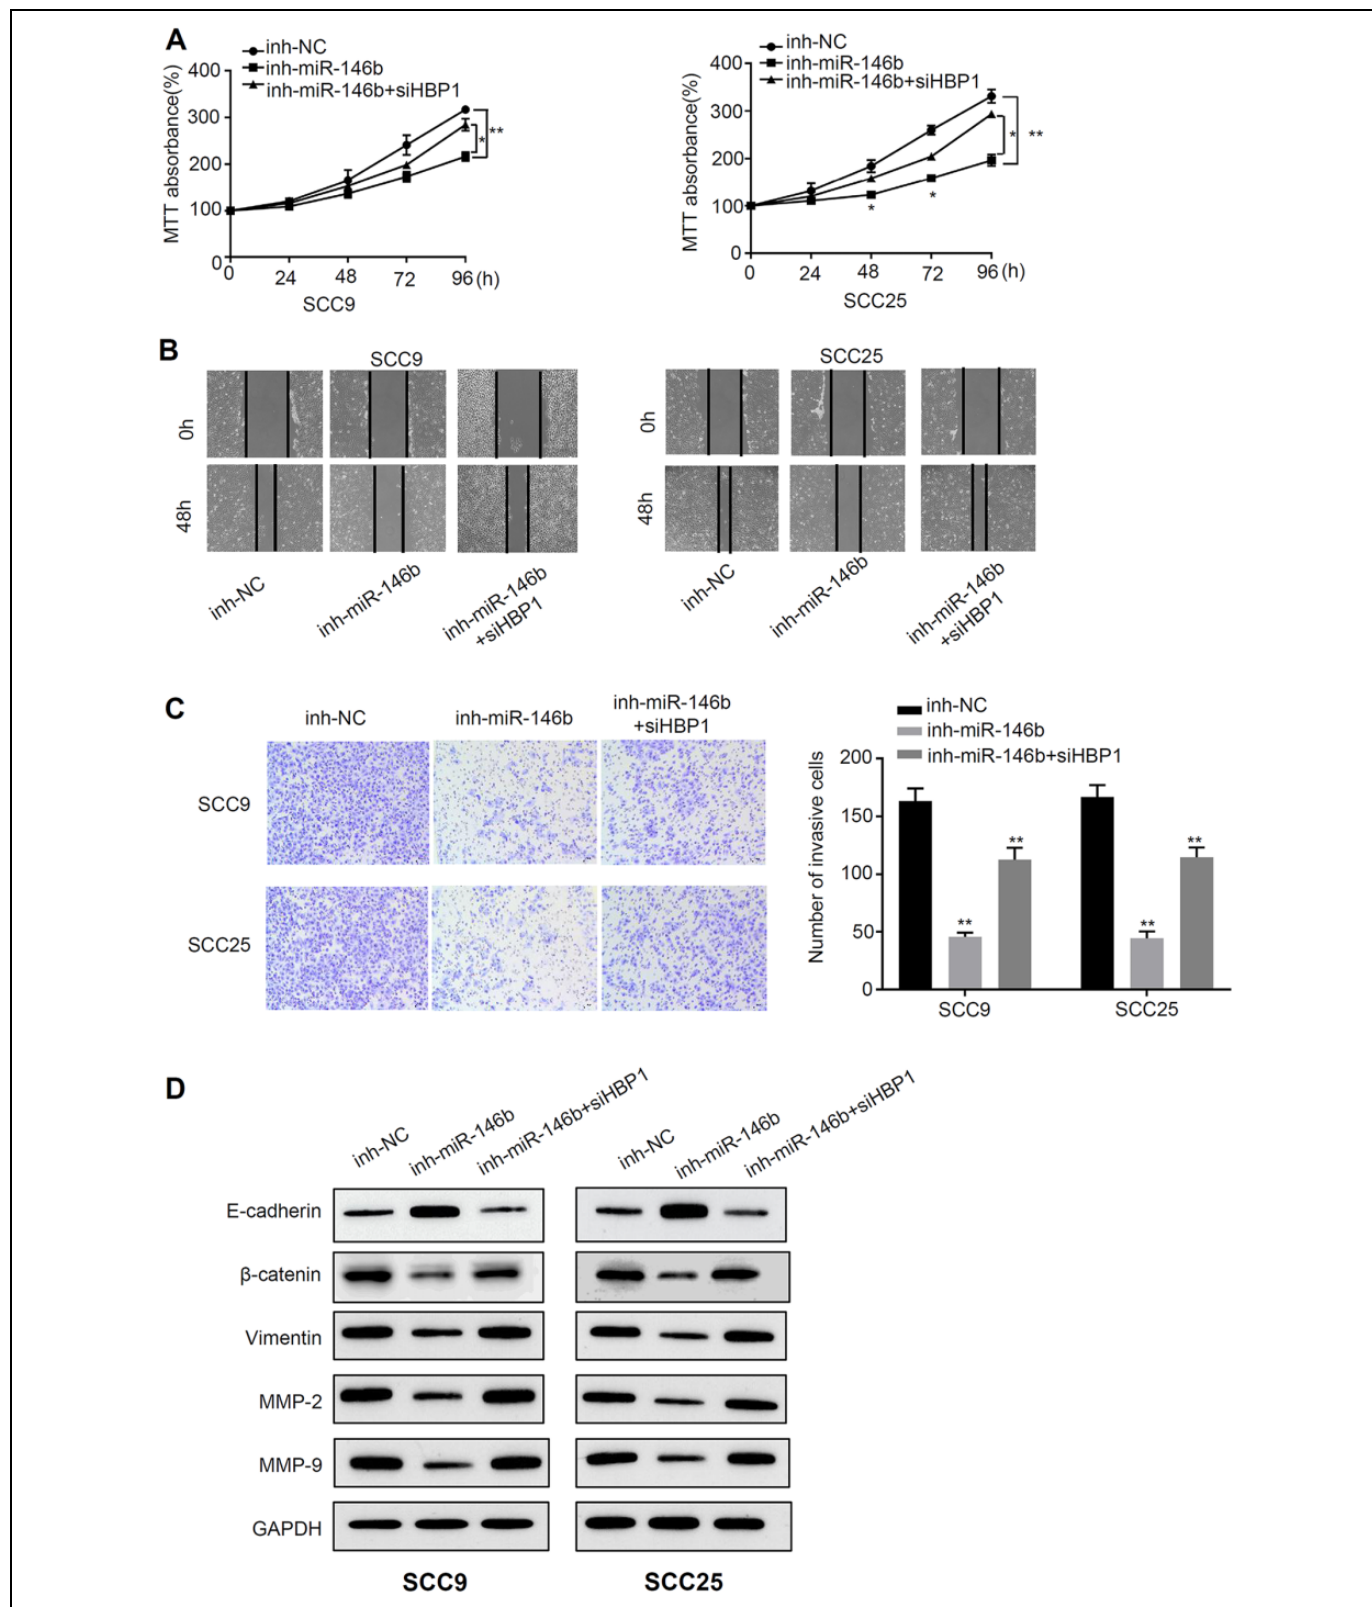 A
inh-NC
inh-miR-146b
inh-miR-146b+siHBP1
MTT absorbance(%)
400
300
200
100
0
0 24 48 72 96 (h)
*
**
SCC9
inh-NC
inh-miR-146b
inh-miR-146b+siHBP1
MTT absorbance(%)
400
300
200
100
0
0 24 48 72 96 (h)
*
*
*
**
SCC25
B
SCC9
SCC25
0h
48h
0h
48h
inh-NC
inh-miR-146b
inh-miR-146b
+siHBP1
inh-NC
inh-miR-146b
inh-miR-146b
+siHBP1
C
inh-NC
inh-miR-146b
inh-miR-146b
+siHBP1
SCC9
SCC25
inh-NC
inh-miR-146b
inh-miR-146b+siHBP1
Number of invasive cells
200
150
100
50
0
**
**
**
**
SCC9
SCC25
D
inh-NC
inh-miR-146b
inh-miR-146b+siHBP1
inh-NC
inh-miR-146b
inh-miR-146b+siHBP1
E-cadherin
β-catenin
Vimentin
MMP-2
MMP-9
GAPDH
SCC9
SCC25